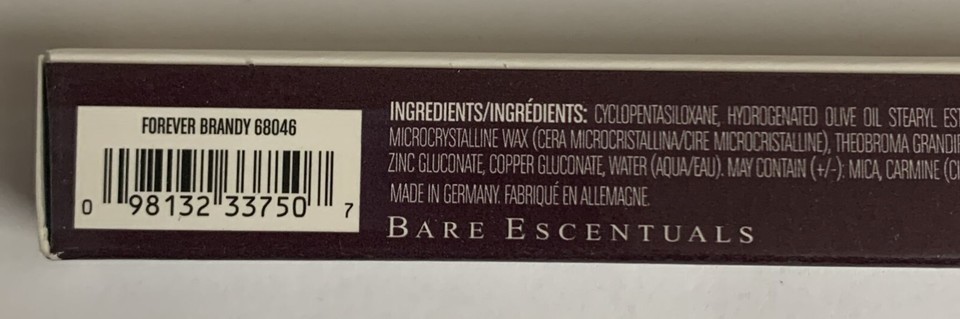 FOREVER BRANDY 68046
0 98132 33750 7
INGREDIENTS/INGRÉDIENTS: CYCLOPENTASILOXANE, HYDROGENATED OLIVE OIL STEARYL
MICROCRYSTALLINE WAX (CERA MICROCRISTALLINA/CIRE MICROCRISTALLINE), THEOBROMA
ZINC GLUCONATE, COPPER GLUCONATE, WATER (AQUA/EAU). MAY CONTAIN (+/-): MICA, CARMINE
MADE IN GERMANY. FABRIQUÉ EN ALLEMAGNE.
BARE ESCENTUALS